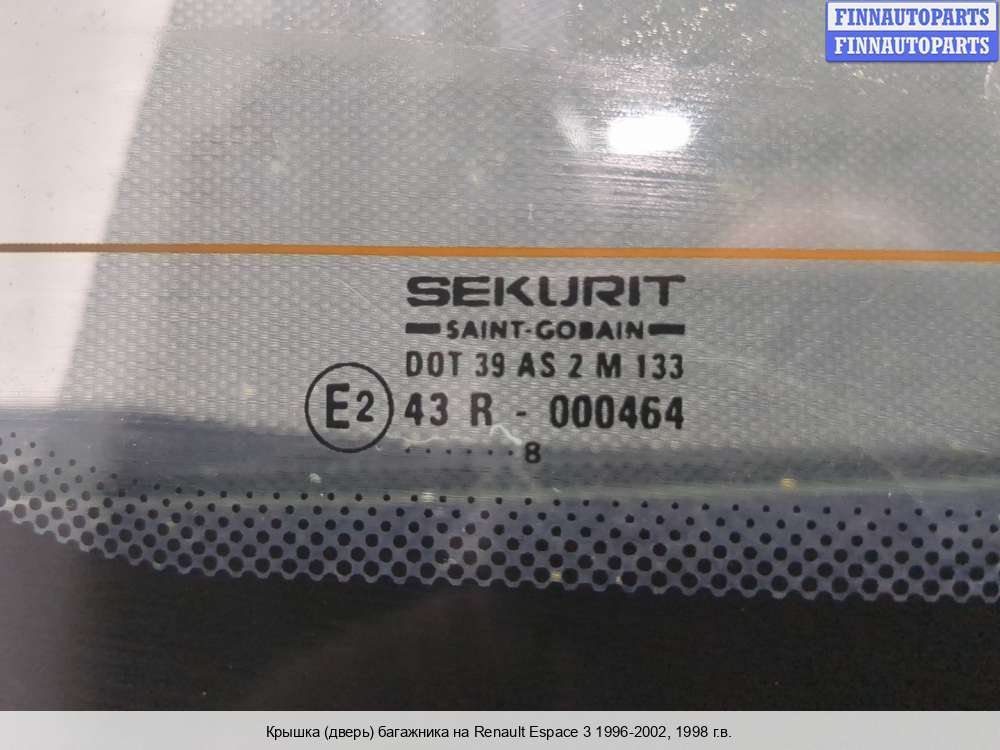 FINNAUTOPARTS
FINNAUTOPARTS
SEKURIT
SAINT-GOBAIN
DOT 39 AS 2 M 133
E2 43 R - 000464
. . . . . . 8
Крышка (дверь) багажника на Renault Espace 3 1996-2002, 1998 г.в.